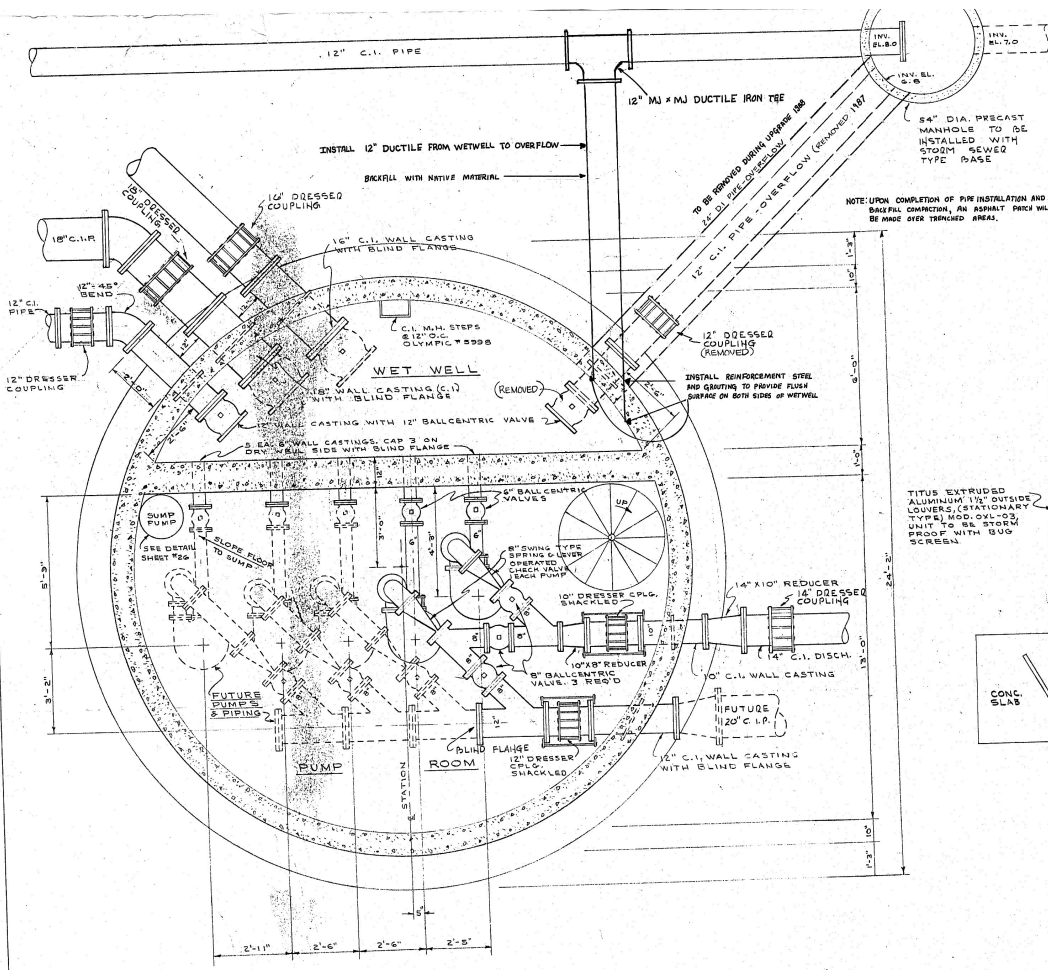 12" C.I. PIPE
INV. EL.8.0
INV. EL.7.0
INV. EL. 6.8
12" MJ × MJ DUCTILE IRON TEE
54" DIA. PRECAST
MANHOLE TO BE
INSTALLED WITH
STORM SEWER
TYPE BASE
INSTALL 12" DUCTILE FROM WETWELL TO OVERFLOW
BACKFILL WITH NATIVE MATERIAL
TO BE REMOVED DURING UPGRADE 1988
24" D.I. PIPE-OVERFLOW
12" C.I. PIPE-OVERFLOW (REMOVED 1987
NOTE: UPON COMPLETION OF PIPE INSTALLATION AND
BACKFILL COMPACTION, AN ASPHALT PATCH WILL
BE MADE OVER TRENCHED AREAS.
18" DRESSER
COUPLING
16" DRESSER
COUPLING
18" C.I.P.
16" C.I. WALL CASTING
WITH BLIND FLANGE
12" - 45°
BEND
12" C.I.
PIPE
12" DRESSER
COUPLING
C.I. M.H. STEPS
@ 12" O.C.
OLYMPIC # 5998
12" DRESSER
COUPLING
(REMOVED)
WET WELL
18" WALL CASTING (C.I.)
WITH BLIND FLANGE
(REMOVED)
INSTALL REINFORCEMENT STEEL
AND GROUTING TO PROVIDE FLUSH
SURFACE ON BOTH SIDES OF WETWELL
WALL CASTING WITH 12" BALLCENTRIC VALVE
2'-0"
2'-6"
2'-6"
1'-3"
10"
6'-0"
1'-0"
5 EA. 6" WALL CASTINGS. CAP 3 ON
DRY WELL SIDE WITH BLIND FLANGE
12"
6" BALLCENTRIC
VALVES
SUMP
PUMP
SEE DETAIL
SHEET #26
SLOPE FLOOR
TO SUMP
3'-0"
4'-8"
6"
6"
UP
8" SWING TYPE
SPRING & LEVER
OPERATED
CHECK VALVE,
EACH PUMP
TITUS EXTRUDED
ALUMINUM 1½" OUTSIDE
LOUVERS, (STATIONARY
TYPE) MOD. OXL-03,
UNIT TO BE STORM
PROOF WITH BUG
SCREEN.
24'-2"
5'-9"
10" DRESSER CPLG.
SHACKLED
14" X 10" REDUCER
14" DRESSER
COUPLING
10"
10" X 8" REDUCER
14" C.I. DISCH.
10" C.I. WALL CASTING
13'-0"
8" BALLCENTRIC
VALVE. 3 REQ'D
3'-2"
FUTURE
PUMPS
& PIPING
FUTURE
20" C.I.P.
CONC.
SLAB
12"
BLIND FLANGE
12" DRESSER
CPLG.
SHACKLED
12" C.I. WALL CASTING
WITH BLIND FLANGE
PUMP
ROOM
STATION
10"
1'-3"
5"
2'-11"
2'-6"
2'-6"
2'-5"